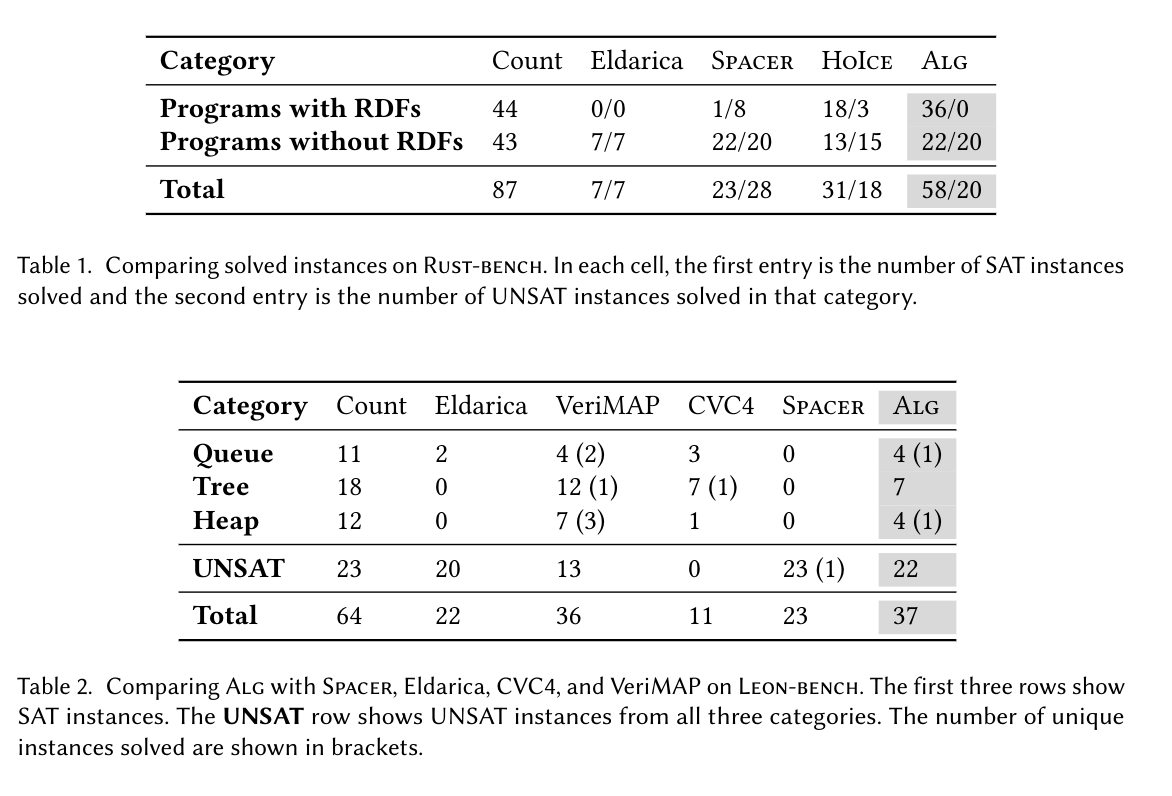 Category Count Eldarica SPACER HOICE ALG
Programs with RDFs 44 0/0 1/8 18/3 36/0
Programs without RDFs 43 7/7 22/20 13/15 22/20
Total 87 7/7 23/28 31/18 58/20
Table 1. Comparing solved instances on RUST-BENCH. In each cell, the first entry is the number of SAT instances
solved and the second entry is the number of UNSAT instances solved in that category.
Category Count Eldarica VeriMAP CVC4 SPACER ALG
Queue 11 2 4 (2) 3 0 4 (1)
Tree 18 0 12 (1) 7 (1) 0 7
Heap 12 0 7 (3) 1 0 4 (1)
UNSAT 23 20 13 0 23 (1) 22
Total 64 22 36 11 23 37
Table 2. Comparing ALG with SPACER, Eldarica, CVC4, and VeriMAP on LEON-BENCH. The first three rows show
SAT instances. The UNSAT row shows UNSAT instances from all three categories. The number of unique
instances solved are shown in brackets.